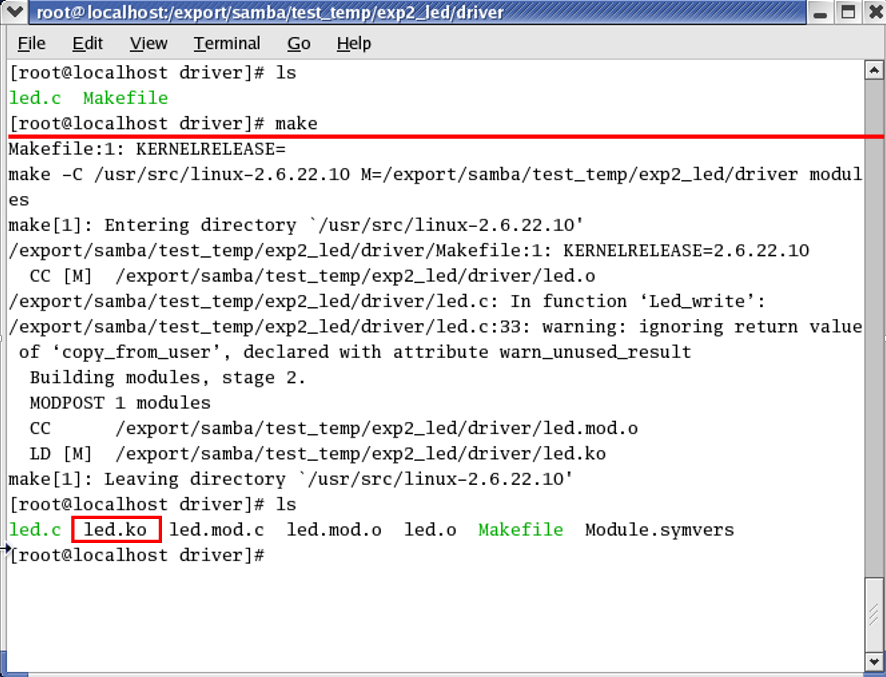 root@localhost:/export/samba/test_temp/exp2_led/driver
File Edit View Terminal Go Help
[root@localhost driver]# ls
led.c  Makefile
[root@localhost driver]# make
Makefile:1: KERNELRELEASE=
make -C /usr/src/linux-2.6.22.10 M=/export/samba/test_temp/exp2_led/driver modul
es
make[1]: Entering directory `/usr/src/linux-2.6.22.10'
/export/samba/test_temp/exp2_led/driver/Makefile:1: KERNELRELEASE=2.6.22.10
  CC [M]  /export/samba/test_temp/exp2_led/driver/led.o
/export/samba/test_temp/exp2_led/driver/led.c: In function ‘Led_write’:
/export/samba/test_temp/exp2_led/driver/led.c:33: warning: ignoring return value
 of ‘copy_from_user’, declared with attribute warn_unused_result
  Building modules, stage 2.
  MODPOST 1 modules
  CC      /export/samba/test_temp/exp2_led/driver/led.mod.o
  LD [M]  /export/samba/test_temp/exp2_led/driver/led.ko
make[1]: Leaving directory `/usr/src/linux-2.6.22.10'
[root@localhost driver]# ls
led.c  led.ko  led.mod.c  led.mod.o  led.o  Makefile  Module.symvers
[root@localhost driver]#